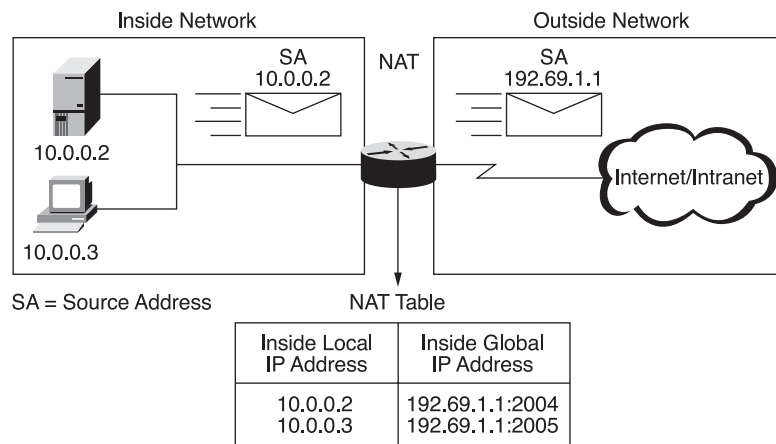 Inside Network
Outside Network
SA
10.0.0.2
NAT
SA
192.69.1.1
10.0.0.2
10.0.0.3
Internet/Intranet
SA = Source Address
NAT Table
Inside Local
IP Address
Inside Global
IP Address
10.0.0.2
192.69.1.1:2004
10.0.0.3
192.69.1.1:2005